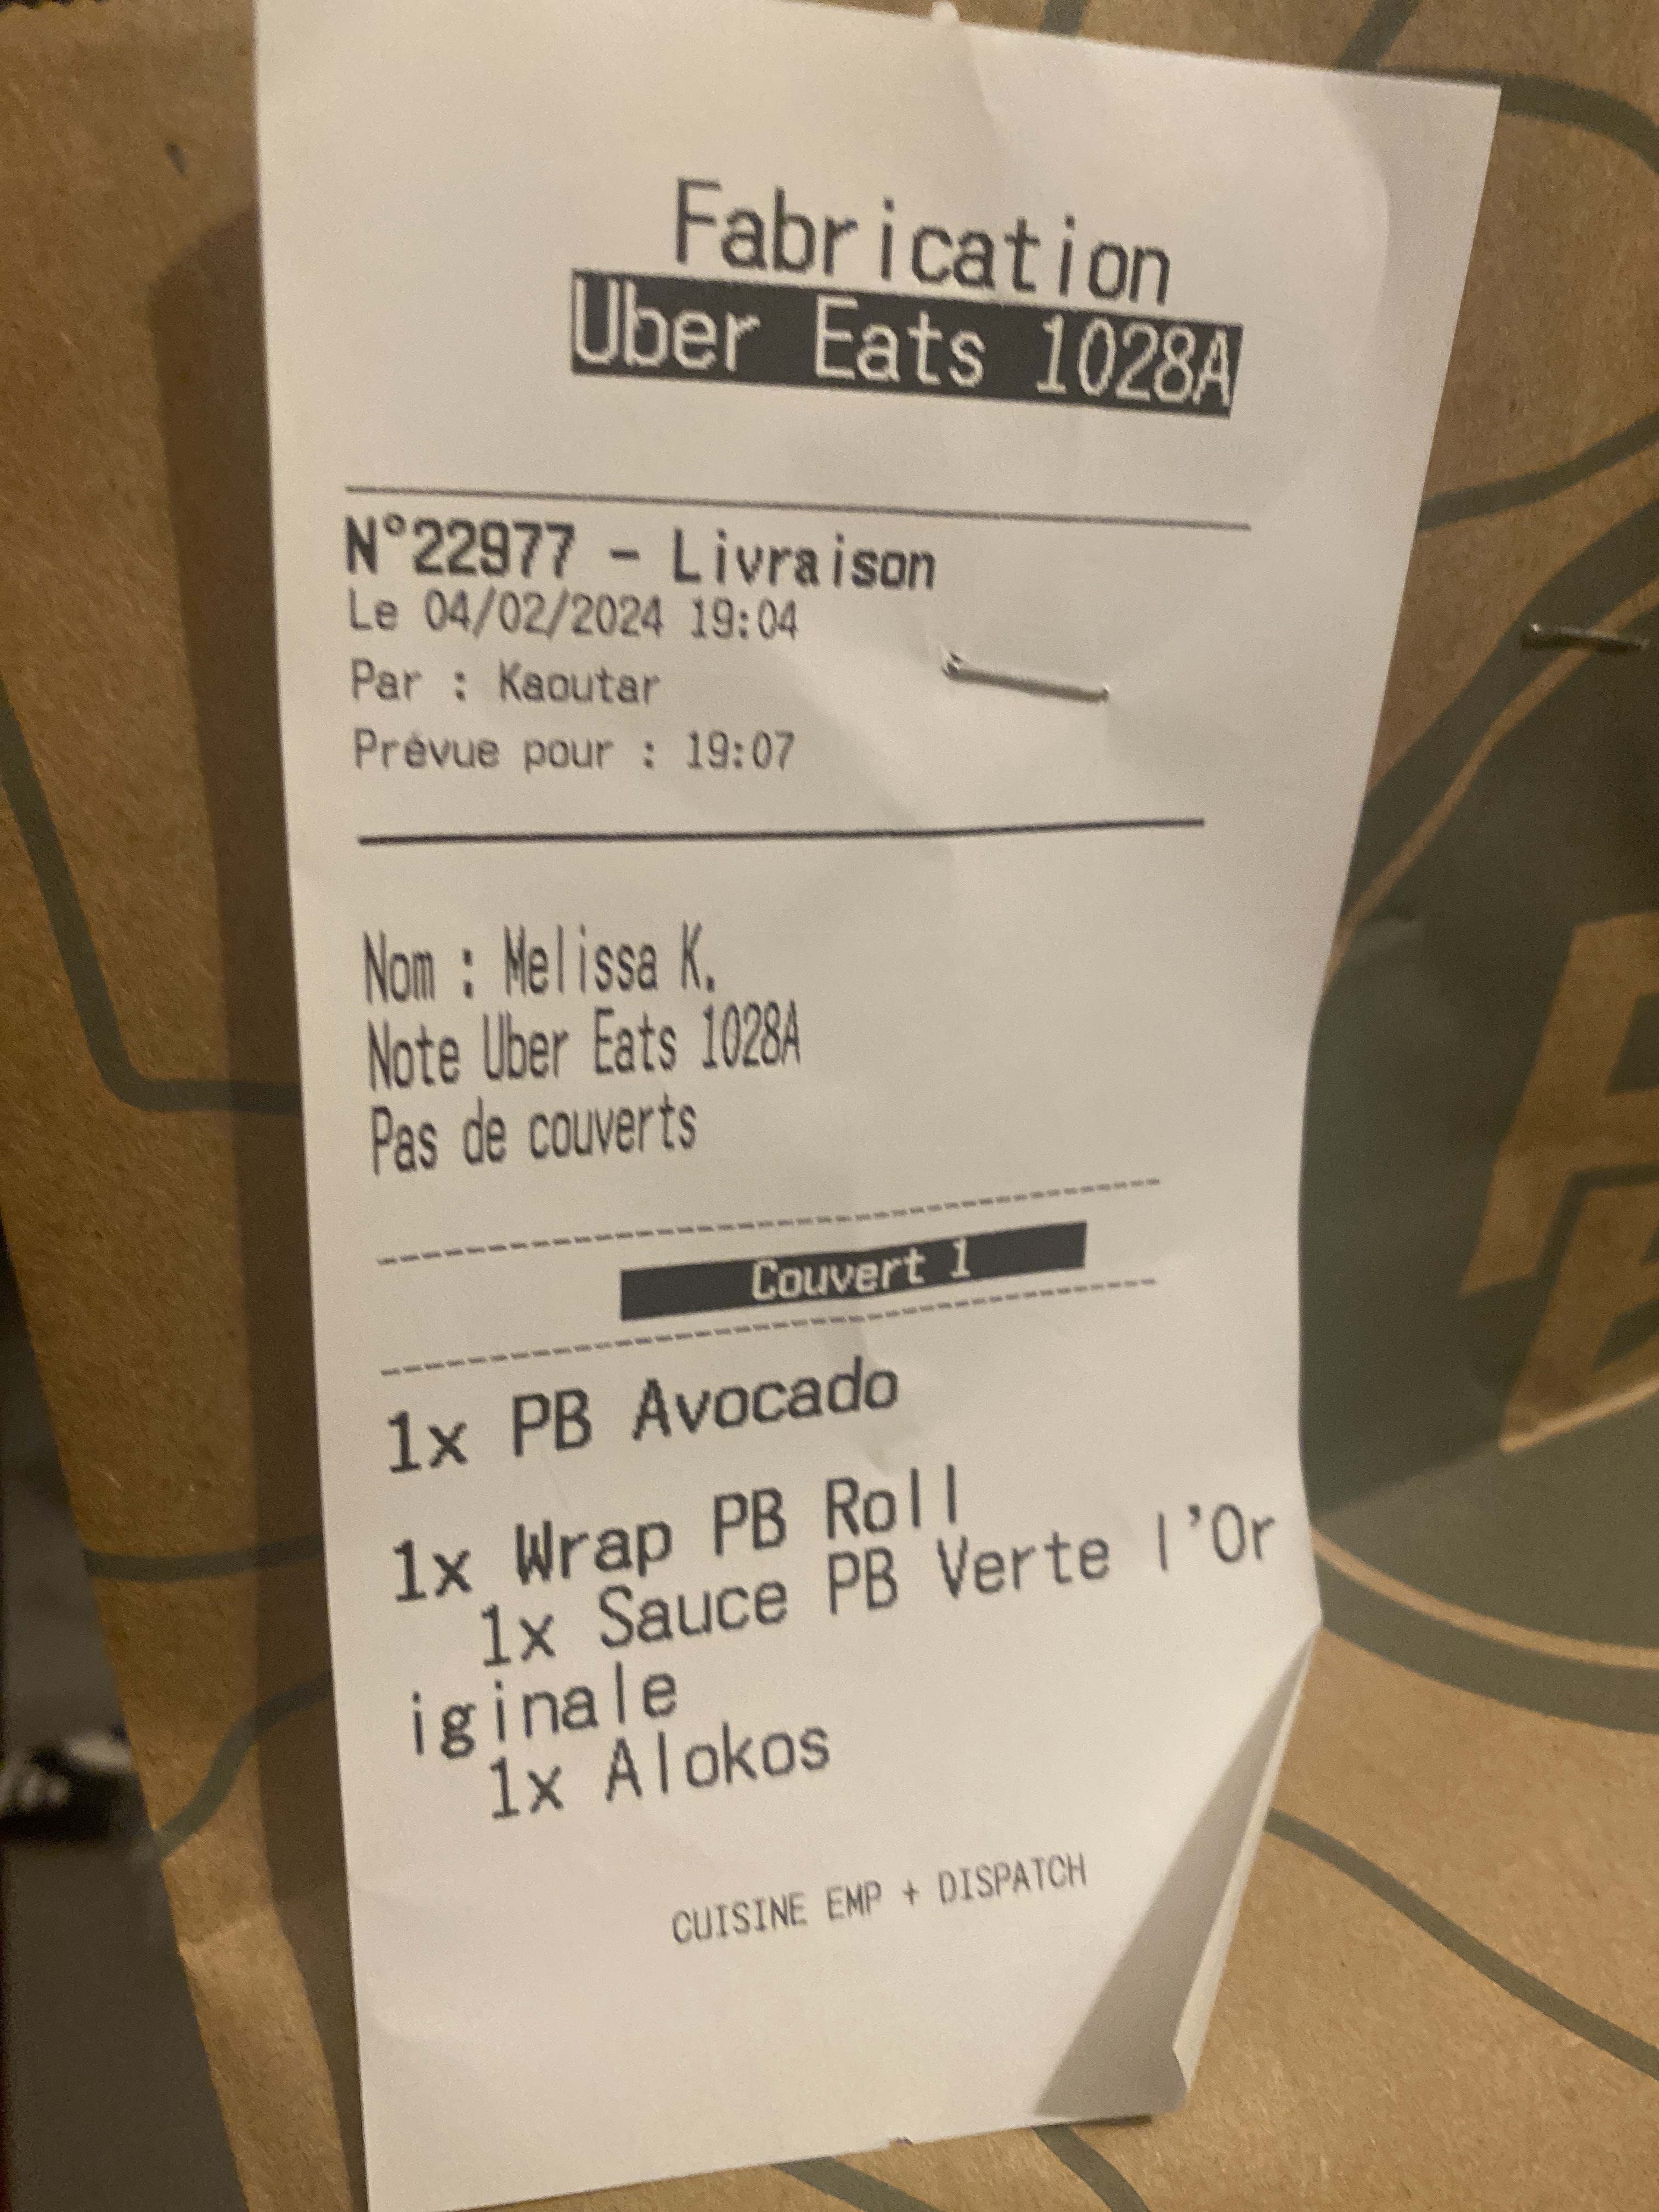 Fabrication
Uber Eats 1028A
N°22977 - Livraison
Le 04/02/2024 19:04
Par : Kaoutar
Prévue pour : 19:07
Nom : Melissa K.
Note Uber Eats 1028A
Pas de couverts
Couvert 1
1x PB Avocado
1x Wrap PB Roll
1x Sauce PB Verte l'Or
iginale
1x Alokos
CUISINE EMP + DISPATCH